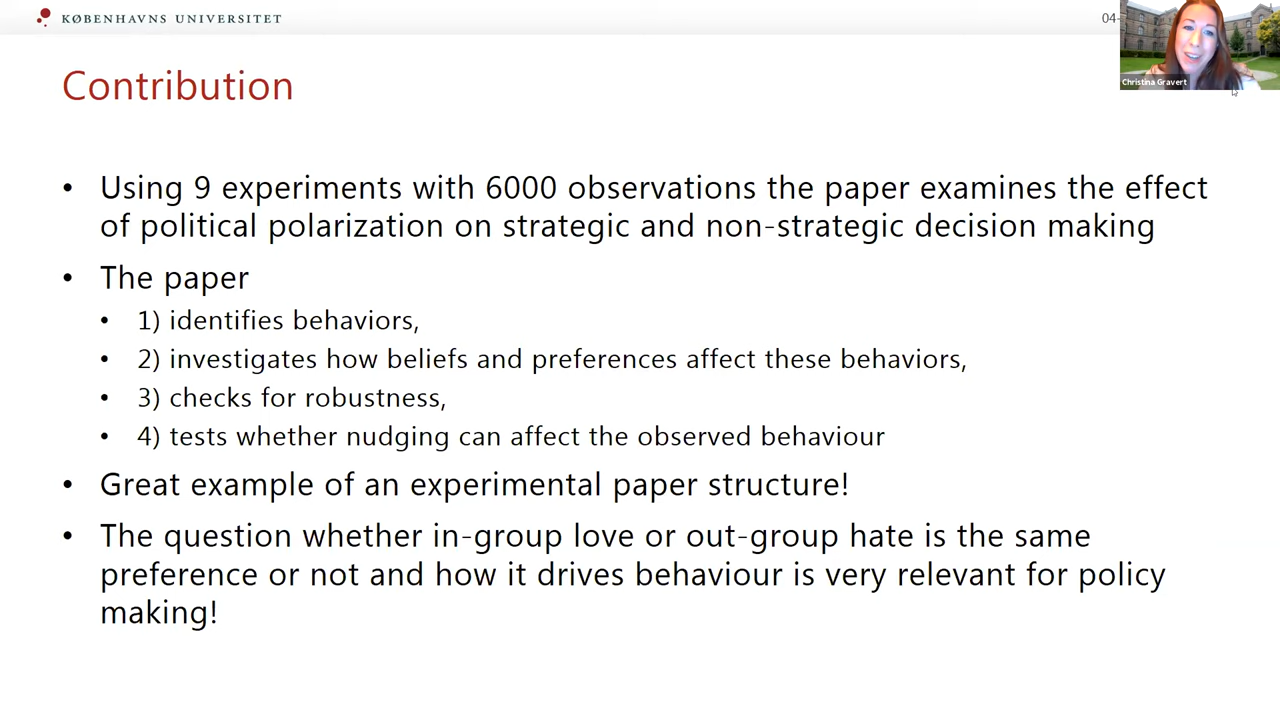 KØBENHAVNS UNIVERSITET
04-
Christina Gravert
Contribution
• Using 9 experiments with 6000 observations the paper examines the effect
of political polarization on strategic and non-strategic decision making
• The paper
• 1) identifies behaviors,
• 2) investigates how beliefs and preferences affect these behaviors,
• 3) checks for robustness,
• 4) tests whether nudging can affect the observed behaviour
• Great example of an experimental paper structure!
• The question whether in-group love or out-group hate is the same
preference or not and how it drives behaviour is very relevant for policy
making!